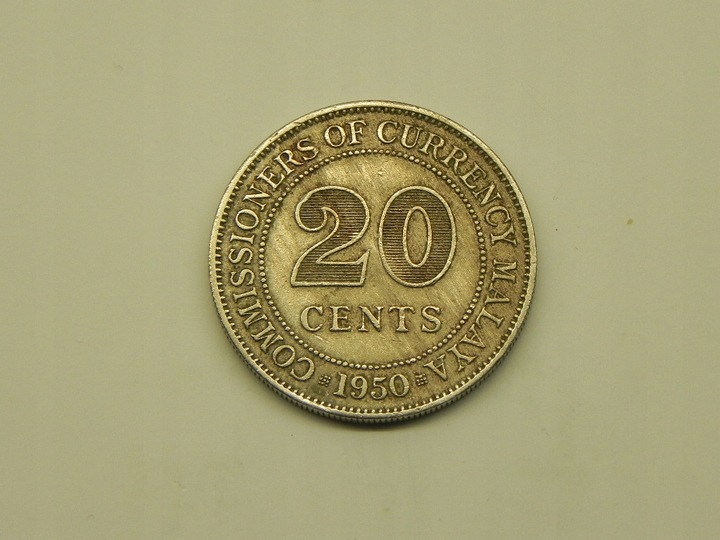 COMMISSIONERS OF CURRENCY MALAYA
20
CENTS
1950